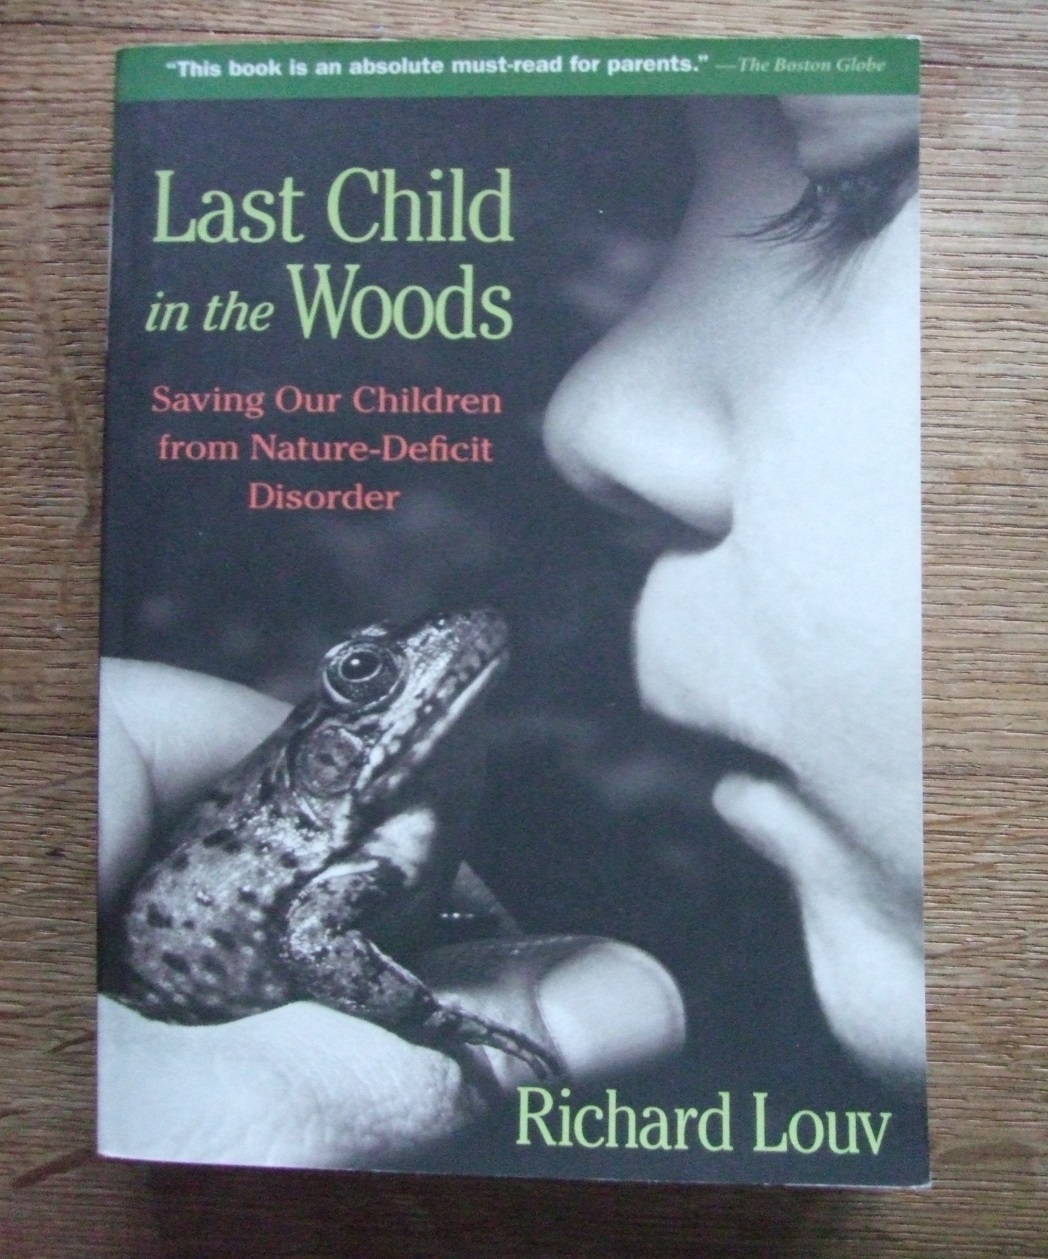 “This book is an absolute must-read for parents.” —The Boston Globe
Last Child
in the Woods
Saving Our Children
from Nature-Deficit
Disorder
Richard Louv